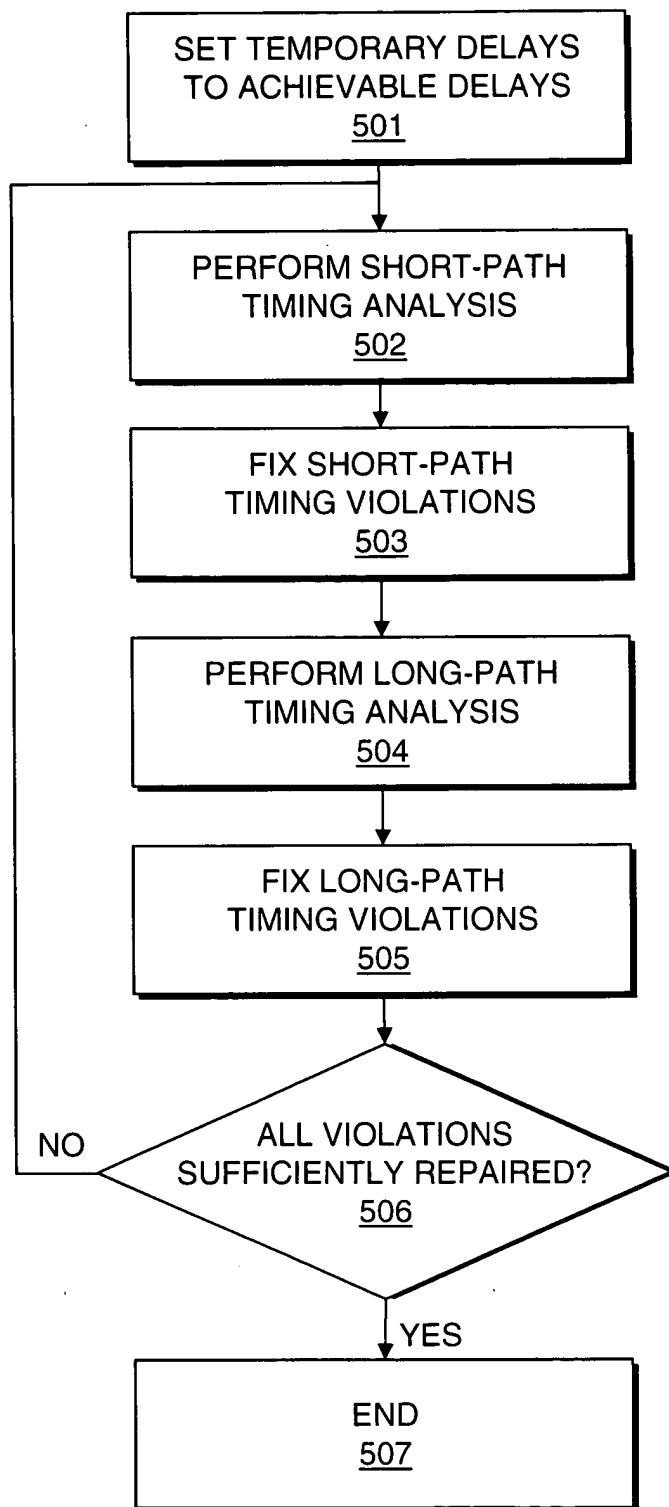 SET TEMPORARY DELAYS
TO ACHIEVABLE DELAYS
501
PERFORM SHORT-PATH
TIMING ANALYSIS
502
FIX SHORT-PATH
TIMING VIOLATIONS
503
PERFORM LONG-PATH
TIMING ANALYSIS
504
FIX LONG-PATH
TIMING VIOLATIONS
505
NO
ALL VIOLATIONS
SUFFICIENTLY REPAIRED?
506
YES
END
507